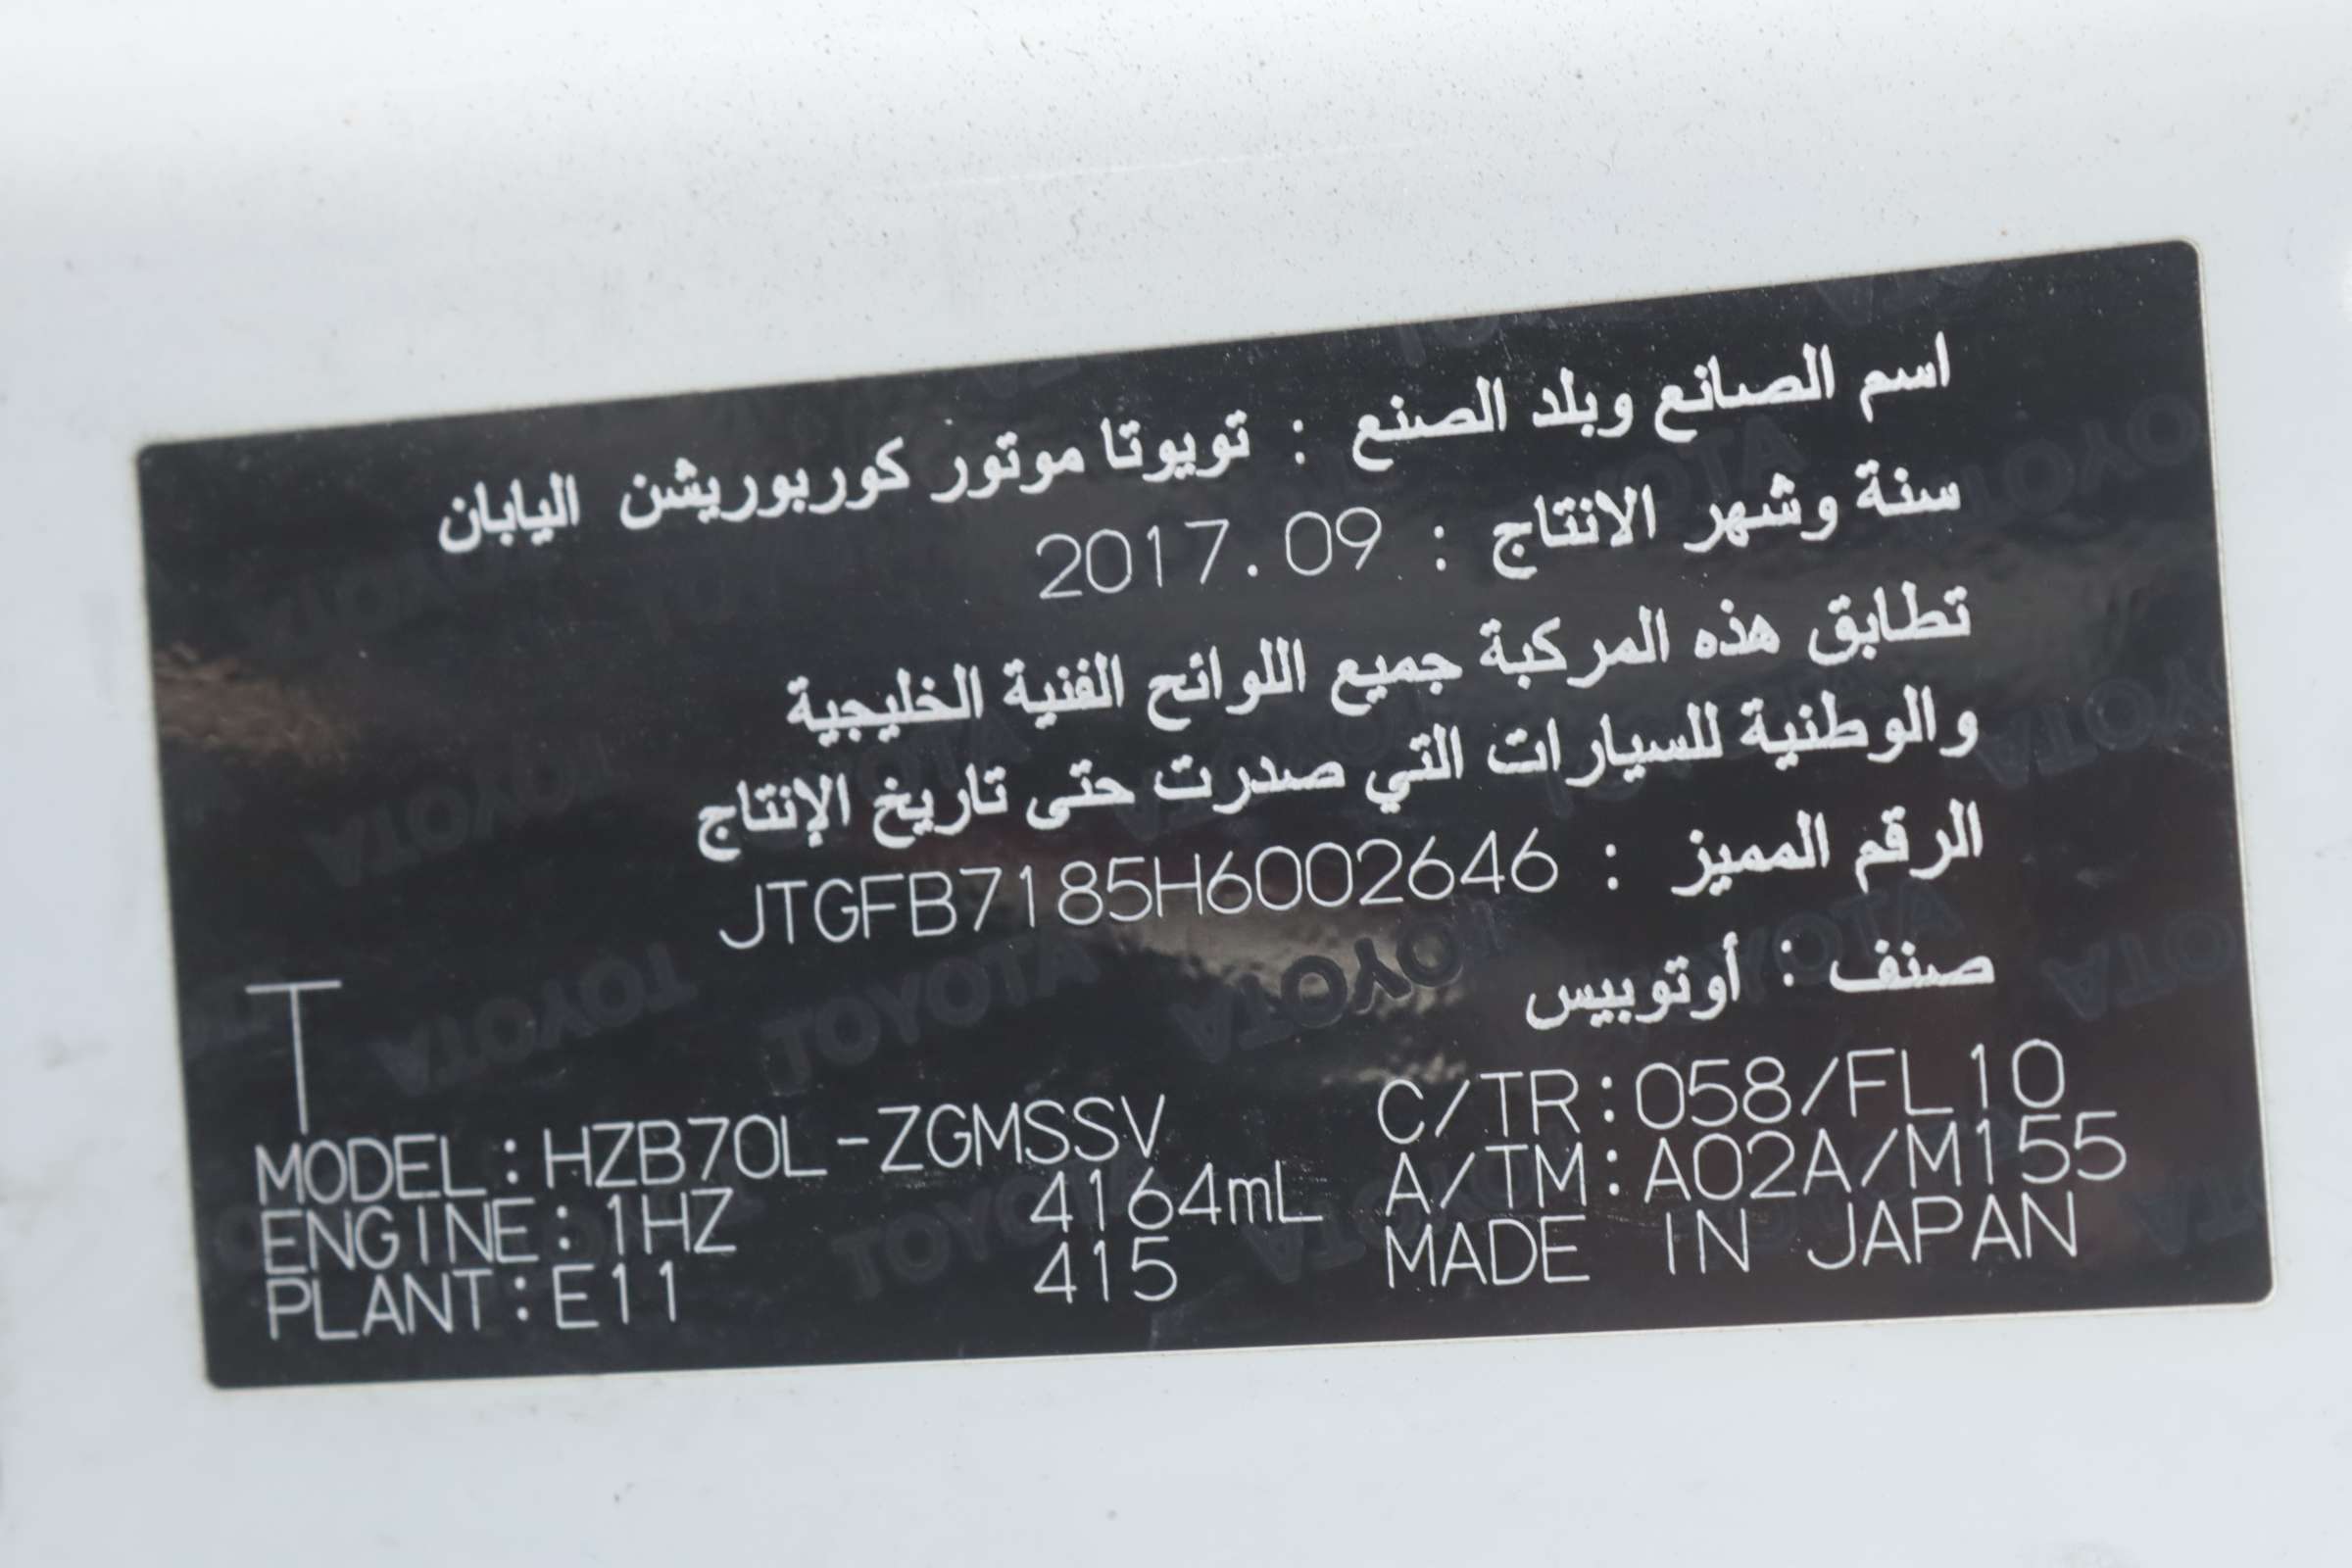 اسم الصانع وبلد الصنع : تويوتا موتور كوربوريشن اليابان
سنة وشهر الانتاج : 2017.09
تطابق هذه المركبة جميع اللوائح الفنية الخليجية
والوطنية للسيارات التي صدرت حتى تاريخ الإنتاج
الرقم المميز : JTGFB7185H6002646
صنف : أوتوبيس
T
MODEL:HZB70L-ZGMSSV C/TR:058/FL10
ENGINE:1HZ 4164mL A/TM:A02A/M155
PLANT:E11 415 MADE IN JAPAN